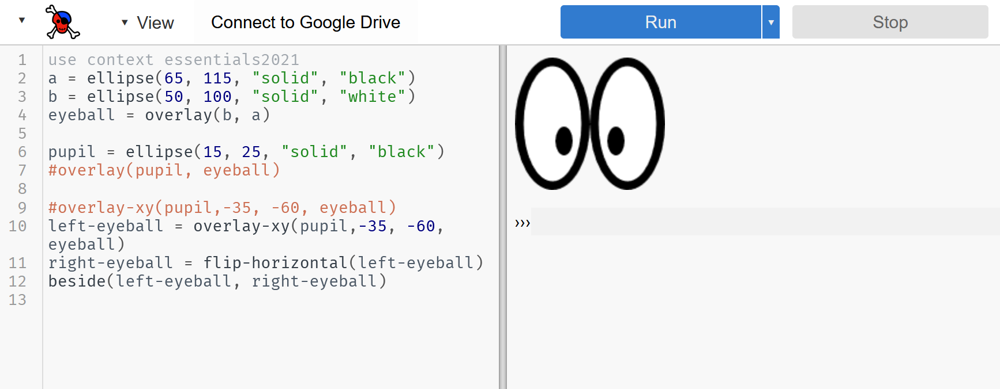 ▼ ▼ View Connect to Google Drive Run ▼ Stop
1 use context essentials2021
2 a = ellipse(65, 115, "solid", "black")
3 b = ellipse(50, 100, "solid", "white")
4 eyeball = overlay(b, a)
5
6 pupil = ellipse(15, 25, "solid", "black")
7 #overlay(pupil, eyeball)
8
9 #overlay-xy(pupil,-35, -60, eyeball)
10 left-eyeball = overlay-xy(pupil,-35, -60,
eyeball)
11 right-eyeball = flip-horizontal(left-eyeball)
12 beside(left-eyeball, right-eyeball)
13
›››